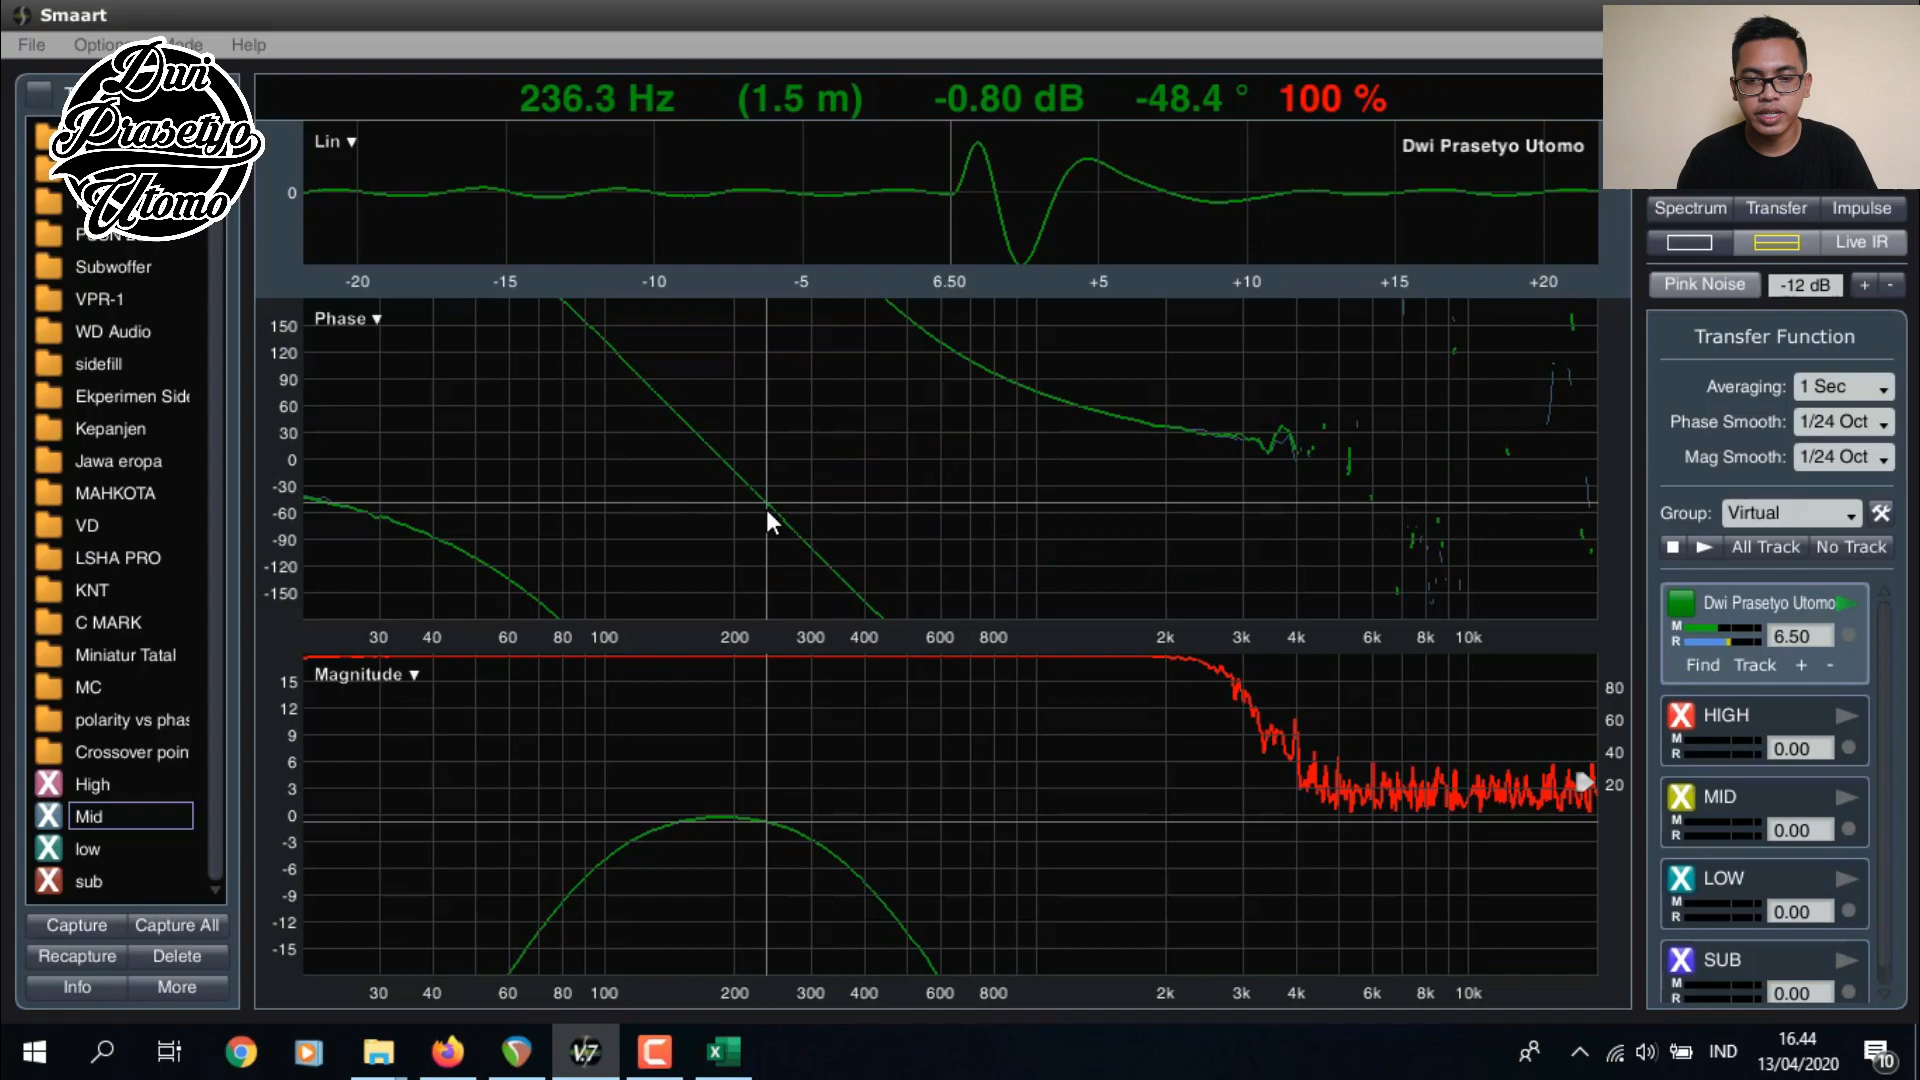 Smaart
File Options Mode Help
Dwi
Prasetyo
Utomo
236.3 Hz (1.5 m) -0.80 dB -48.4 ° 100 %
Lin ▼
Dwi Prasetyo Utomo
0
-20 -15 -10 -5 6.50 +5 +10 +15 +20
Phase ▼
150
120
90
60
30
0
-30
-60
-90
-120
-150
30 40 60 80 100 200 300 400 600 800 2k 3k 4k 6k 8k 10k
Magnitude ▼
15
12
9
6
3
0
-3
-6
-9
-12
-15
80
60
40
20
30 40 60 80 100 200 300 400 600 800 2k 3k 4k 6k 8k 10k
Subwoffer
VPR-1
WD Audio
sidefill
Ekperimen Side
Kepanjen
Jawa eropa
MAHKOTA
VD
LSHA PRO
KNT
C MARK
Miniatur Tatal
MC
polarity vs phas
Crossover poin
High
Mid
low
sub
Capture Capture All
Recapture Delete
Info More
Spectrum Transfer Impulse
Live IR
Pink Noise -12 dB + -
Transfer Function
Averaging: 1 Sec
Phase Smooth: 1/24 Oct
Mag Smooth: 1/24 Oct
Group: Virtual
All Track No Track
Dwi Prasetyo Utomo
M
R 6.50
Find Track + -
HIGH
M
R 0.00
MID
M
R 0.00
LOW
M
R 0.00
SUB
M
R 0.00
V.7
IND
16.44
13/04/2020
10